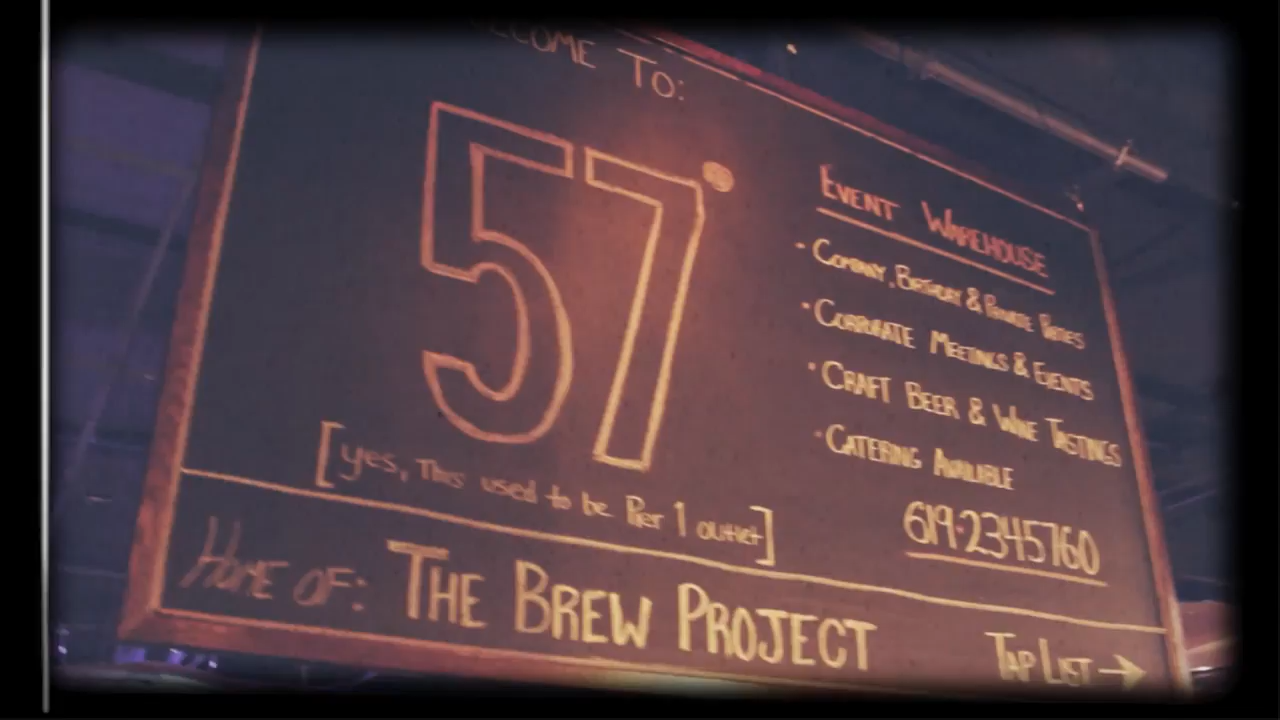 WELCOME TO:
57°
[yes, This used to be Pier 1 outlet]
EVENT WAREHOUSE
- COMPANY, BIRTHDAY & PRIVATE PARTIES
• CORPORATE MEETINGS & EVENTS
• CRAFT BEER & WINE TASTINGS
• CATERING AVAILABLE
619·2345760
HOME OF: THE BREW PROJECT
TAP LIST →